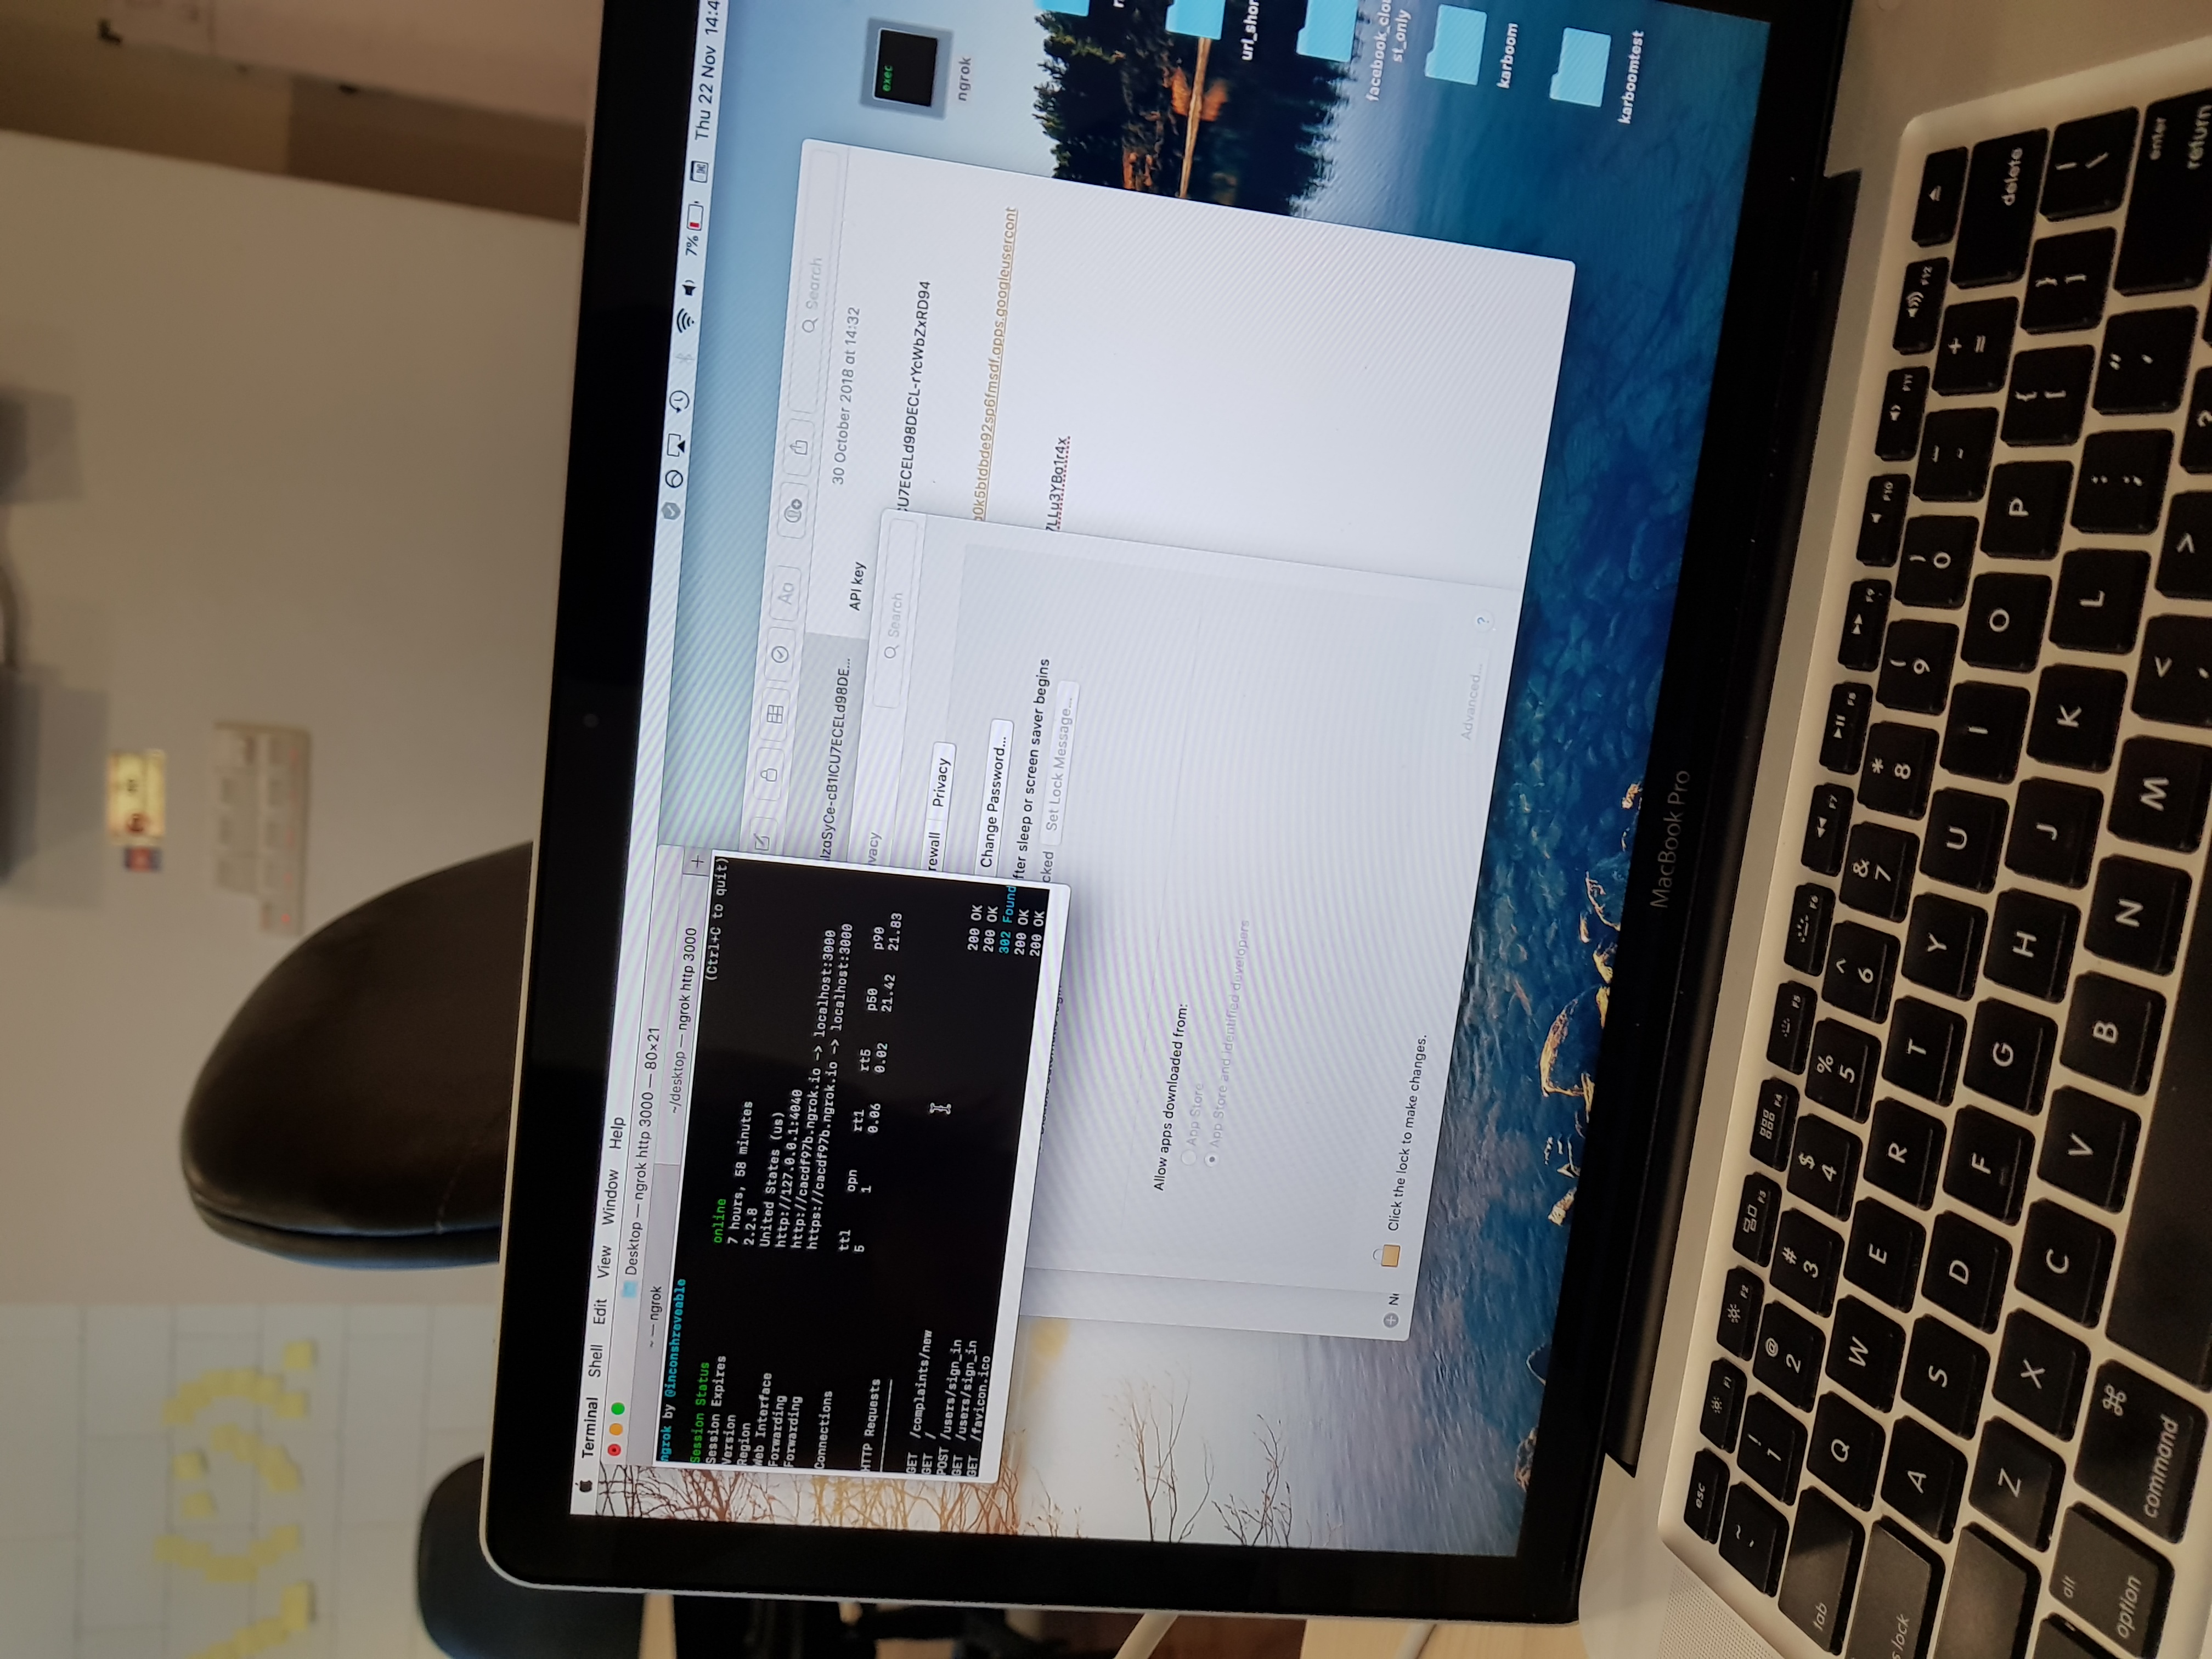 Terminal Shell Edit View Window Help
7% Thu 22 Nov 14:4
Desktop — ngrok http 3000 — 80×21
~ — ngrok
~/desktop — ngrok http 3000
+
ngrok by @inconshreveable
(Ctrl+C to quit)
Session Status online
Session Expires 7 hours, 58 minutes
Version 2.2.8
Region United States (us)
Web Interface http://127.0.0.1:4040
Forwarding http://cacdf97b.ngrok.io -> localhost:3000
Forwarding https://cacdf97b.ngrok.io -> localhost:3000
Connections ttl opn rt1 rt5 p50 p90
5 1 0.06 0.02 21.42 21.83
HTTP Requests
GET /complaints/new 200 OK
GET / 200 OK
POST /users/sign_in 302 Found
GET /users/sign_in 200 OK
GET /favicon.ico 200 OK
Aa
Search
IzaSyCe-cB1ICU7ECELd98DE...
30 October 2018 at 14:32
API key
CU7ECELd98DECL-rYcWbZxRD94
0k5btdbde92sp6fmsdf.apps.googleusercont
7LLu3YBa1r4x
vacy
Search
rewall Privacy
Change Password...
fter sleep or screen saver begins
cked Set Lock Message...
Allow apps downloaded from:
App Store
App Store and identified developers
Click the lock to make changes.
Advanced...
?
exec
ngrok
url_shor
facebook_clo
st_only
karboom
karboomtest
MacBook Pro
esc F1 F2 F3 F4 F5 F6 F7 F8 F9 F10 F11 F12
~ ! @ # $ % ^ & * ( ) +
1 2 3 4 5 6 7 8 9 0 - =
delete
tab Q W E R T Y U I O P { [ } ] | \
s lock A S D F G H J K L : ; " ' enter
return
Z X C V B N M < , > ?
alt
option
⌘
command